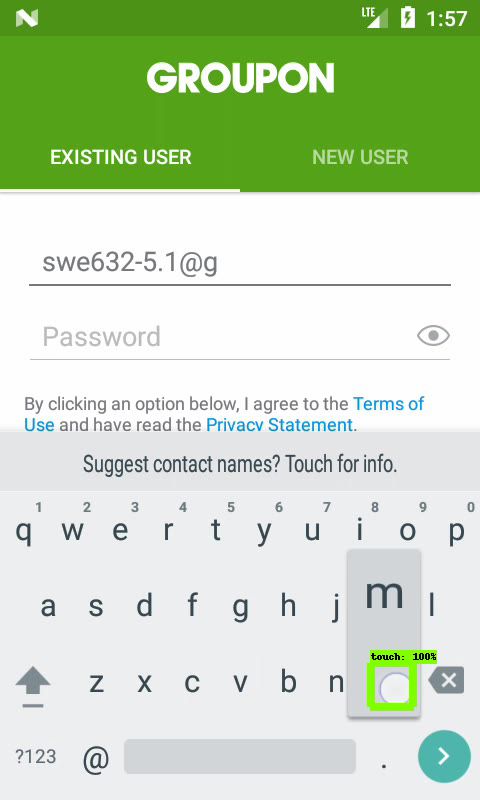 LTE 1:57
GROUPON
EXISTING USER NEW USER
swe632-5.1@g
Password
By clicking an option below, I agree to the Terms of
Use and have read the Privacy Statement.
Suggest contact names? Touch for info.
1 2 3 4 5 6 7 8 9 0
q w e r t y u i o p
a s d f g h j m l
touch: 100%
z x c v b n
?123 @ .